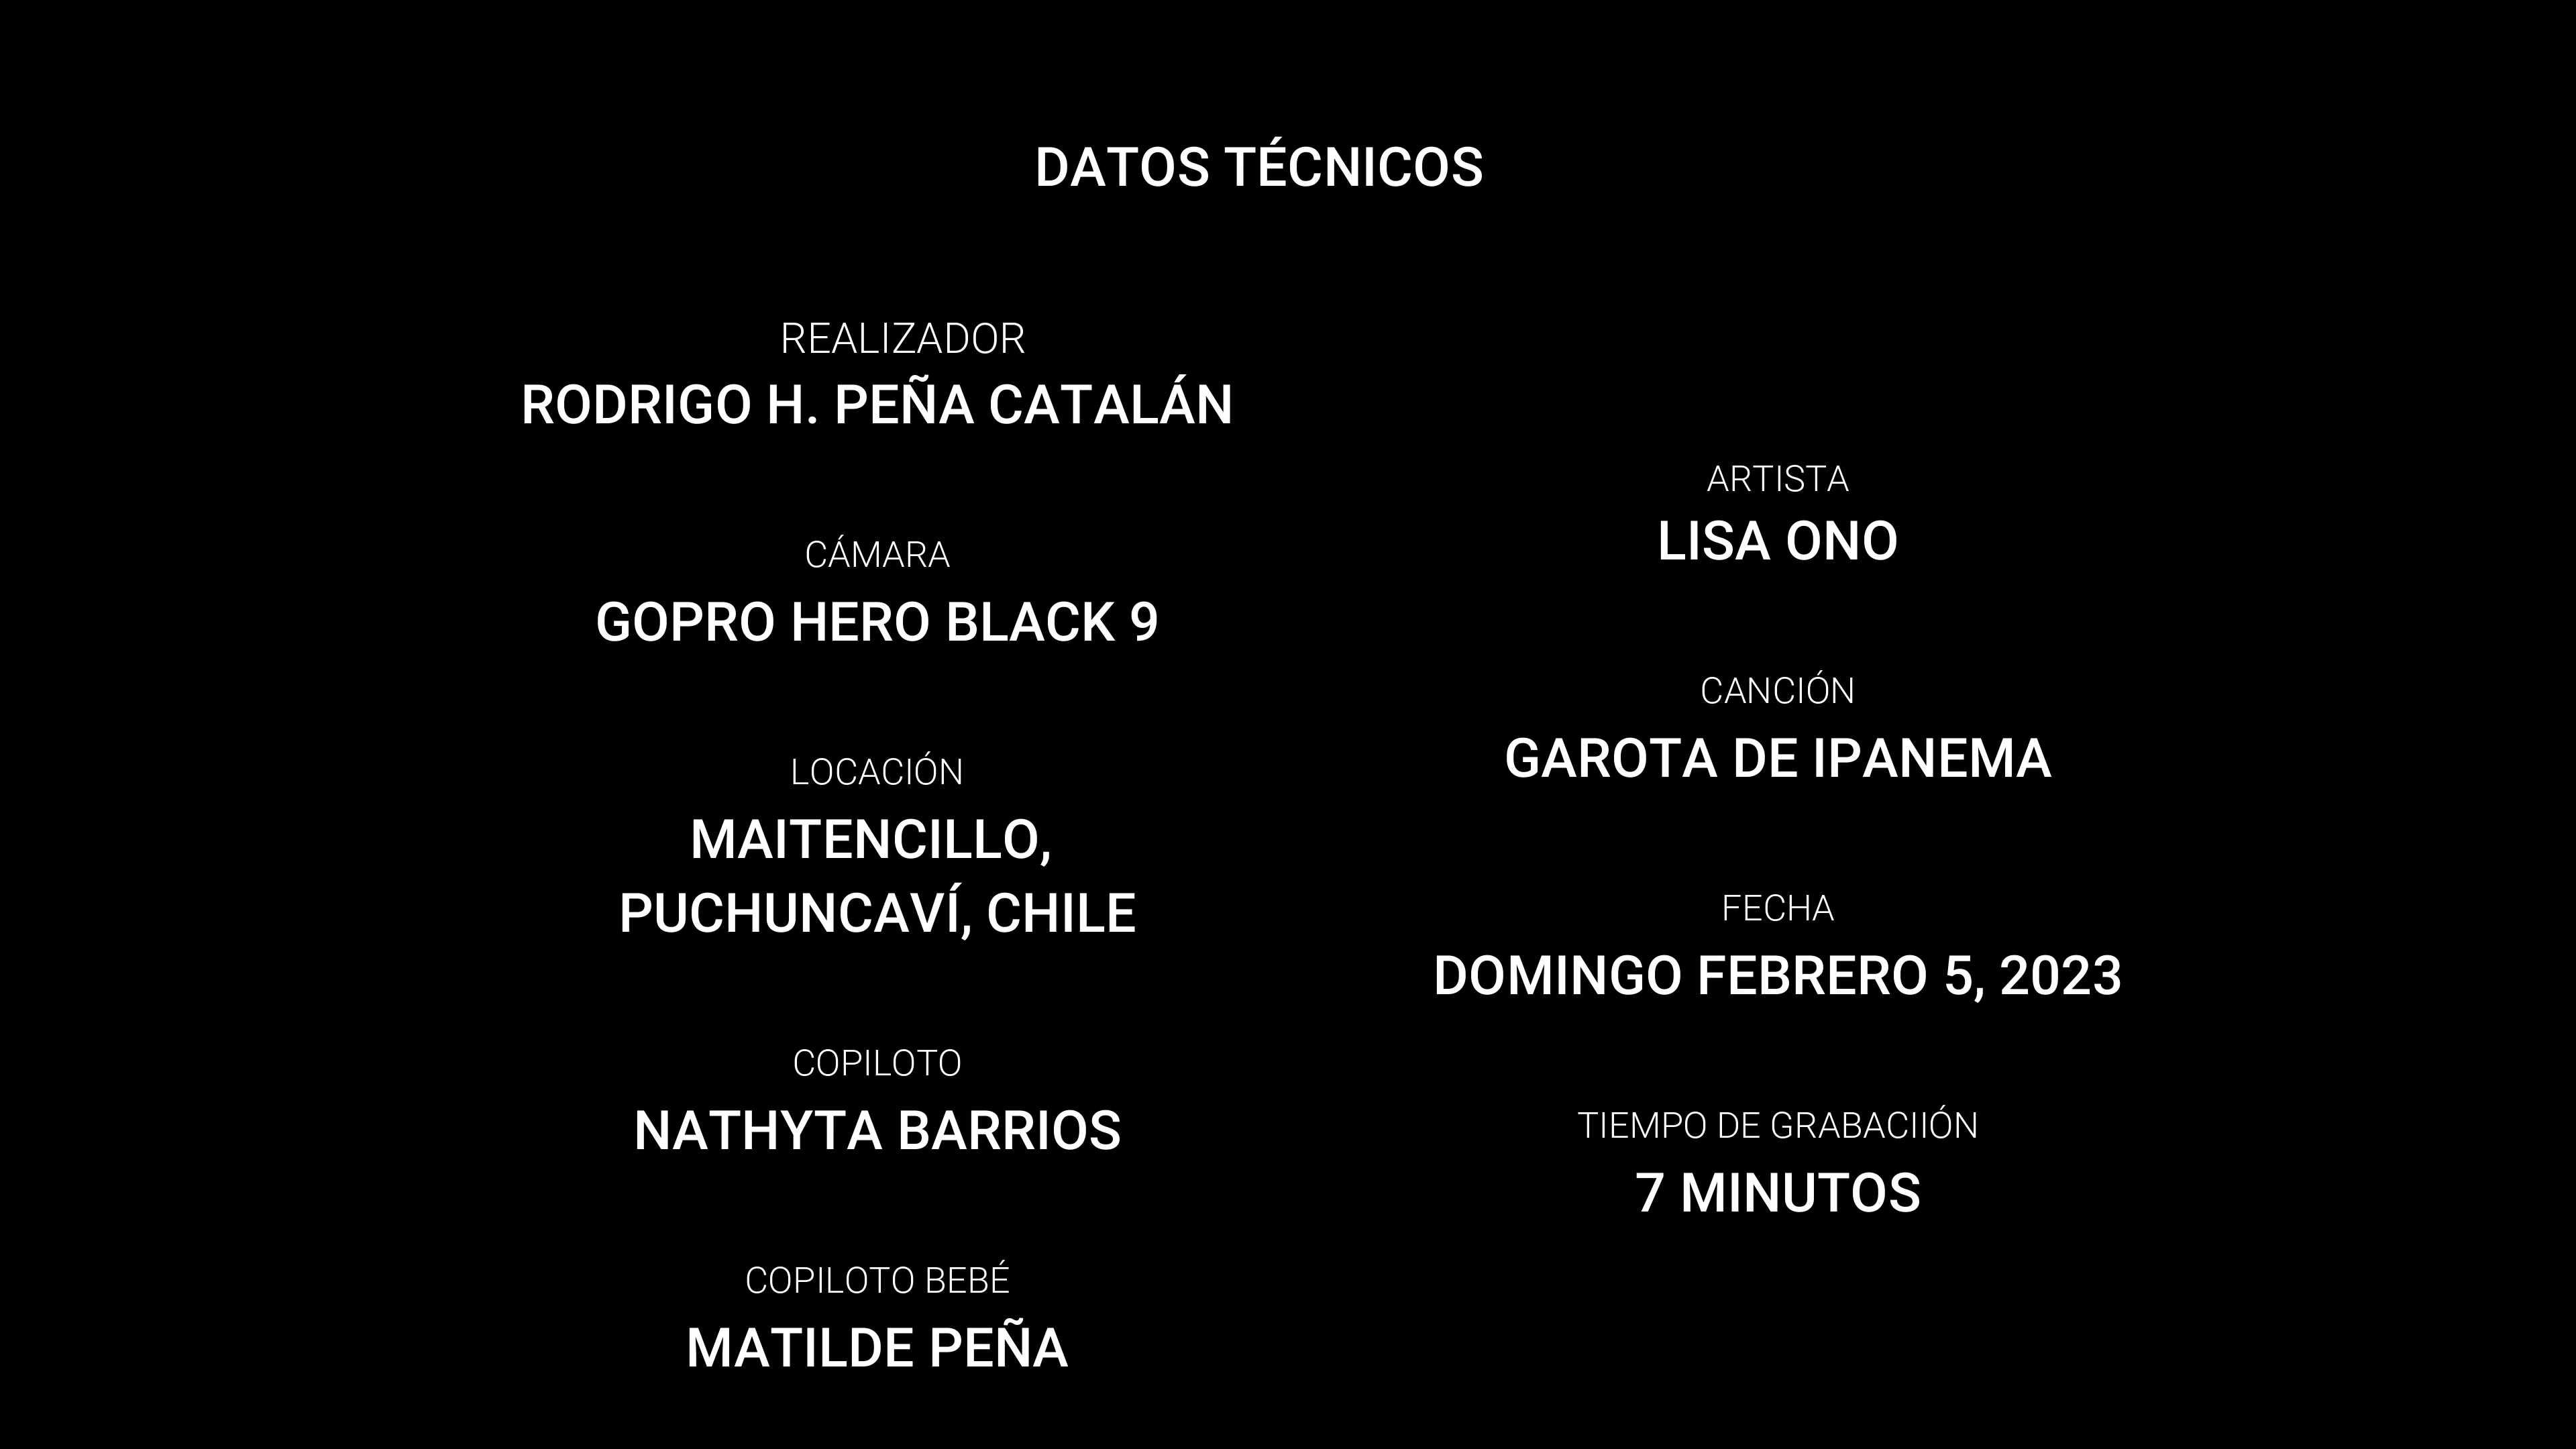 DATOS TÉCNICOS
REALIZADOR
RODRIGO H. PEÑA CATALÁN
CÁMARA
GOPRO HERO BLACK 9
LOCACIÓN
MAITENCILLO,
PUCHUNCAVÍ, CHILE
COPILOTO
NATHYTA BARRIOS
COPILOTO BEBÉ
MATILDE PEÑA
ARTISTA
LISA ONO
CANCIÓN
GAROTA DE IPANEMA
FECHA
DOMINGO FEBRERO 5, 2023
TIEMPO DE GRABACIIÓN
7 MINUTOS